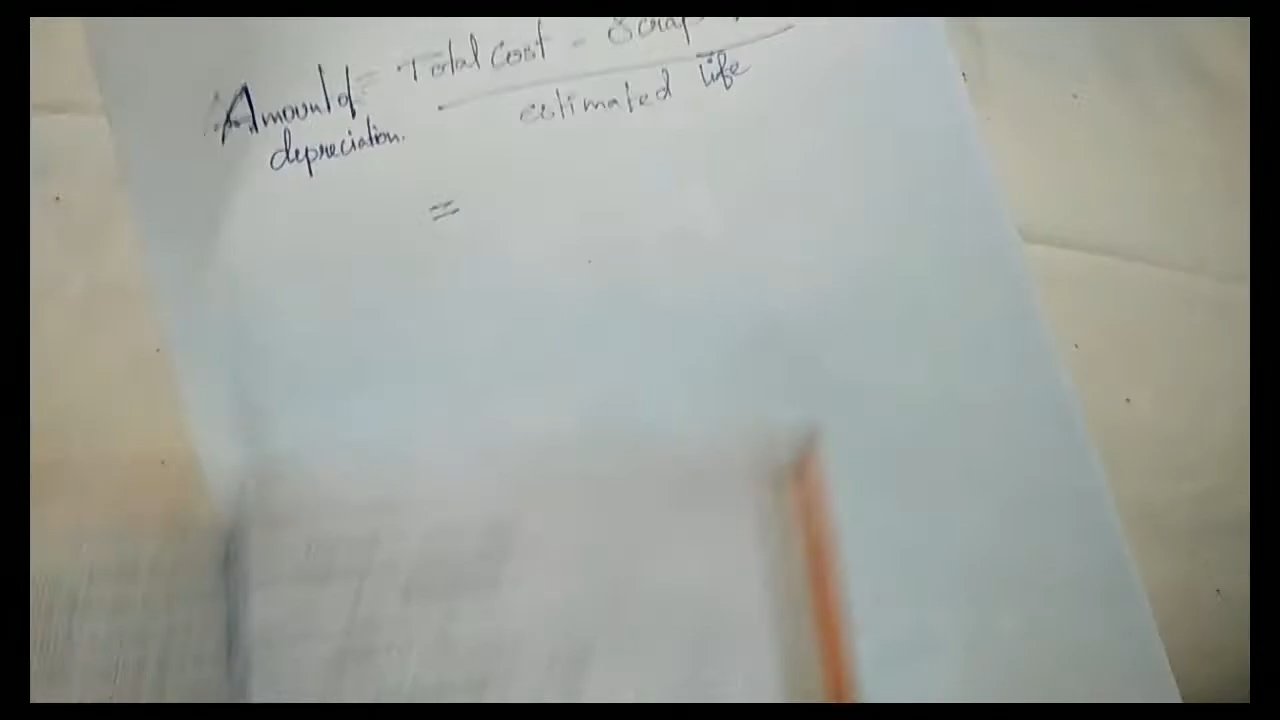 Amount of = Total Cost - Scrap
depreciation. estimated life
=